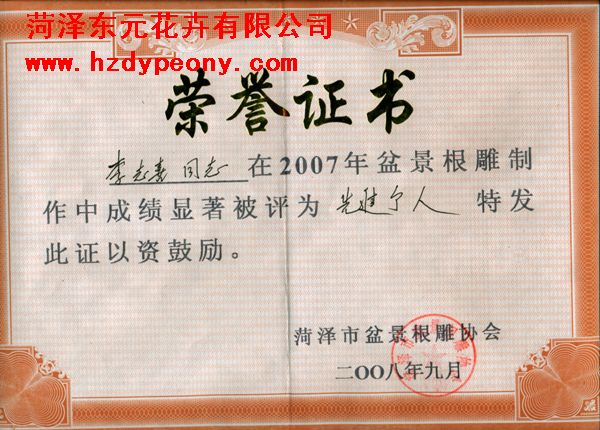 菏泽东元花卉有限公司
www.hzdypeony.com
荣誉证书
李志袁 同志 在2007年盆景根雕制
作中成绩显著被评为 先进个人 特发
此证以资鼓励。
菏泽市盆景根雕协会
二〇〇八年九月